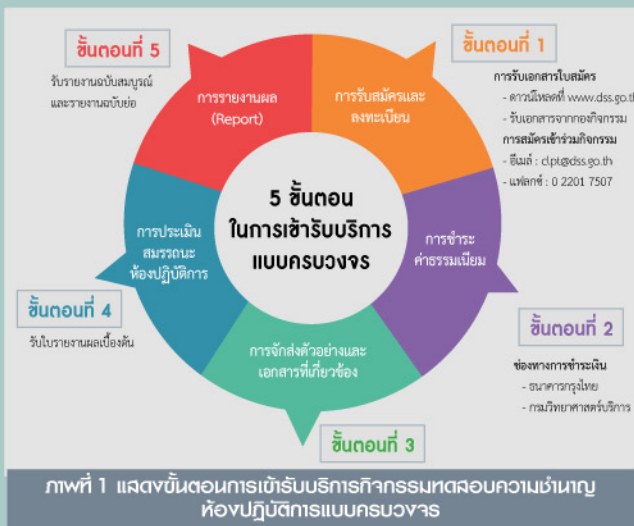 ขั้นตอนที่ 5
รับรายงานฉบับสมบูรณ์
และรายงานฉบับย่อ
การรายงานผล
(Report)
การรับสมัครและ
ลงทะเบียน
ขั้นตอนที่ 1
การรับเอกสารใบสมัคร
- ดาวน์โหลดที่ www.dss.go.th
- รับเอกสารจากกองกิจกรรม
การสมัครเข้าร่วมกิจกรรม
- อีเมล์ : clpt@dss.go.th
- แฟลกซ์ : 0 2201 7507
5 ขั้นตอน
ในการเข้ารับบริการ
แบบครบวงจร
การประเมิน
สมรรถนะ
ห้องปฏิบัติการ
การชำระ
ค่าธรรมเนียม
ขั้นตอนที่ 4
รับใบรายงานผลเบื้องต้น
ขั้นตอนที่ 2
ช่องทางการชำระเงิน
- ธนาคารกรุงไทย
- กรมวิทยาศาสตร์บริการ
การจัดส่งตัวอย่างและ
เอกสารที่เกี่ยวข้อง
ขั้นตอนที่ 3
ภาพที่ 1 แสดงขั้นตอนการเข้ารับบริการกิจกรรมทดสอบความชำนาญ
ห้องปฏิบัติการแบบครบวงจร